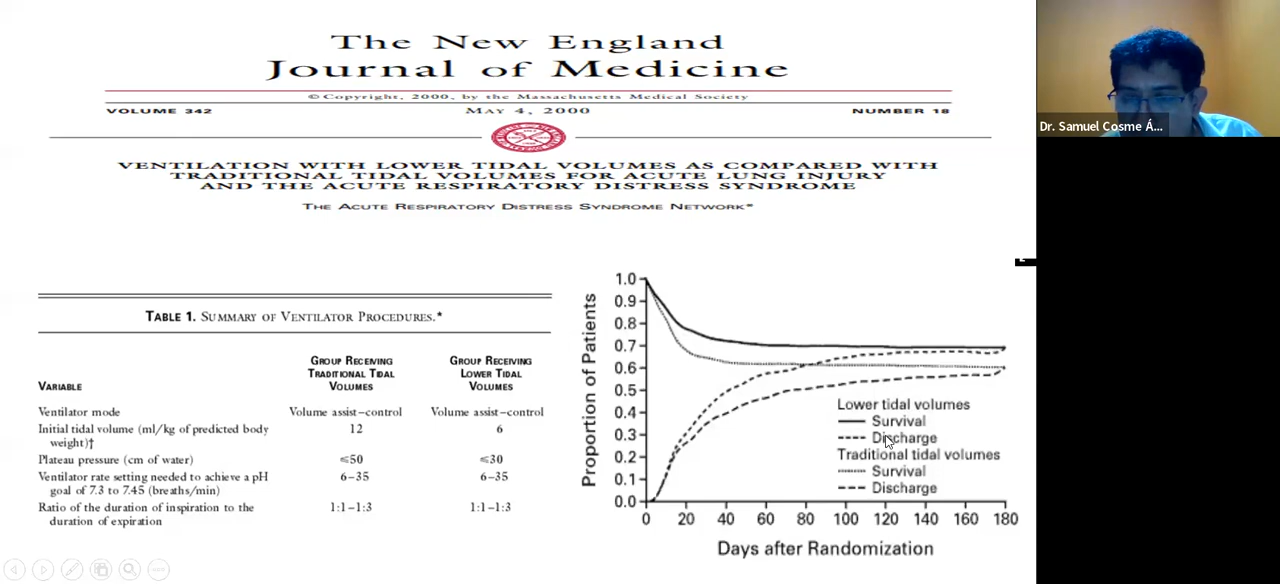 The New England
Journal of Medicine
©Copyright, 2000, by the Massachusetts Medical Society
VOLUME 342
MAY 4, 2000
NUMBER 18
VENTILATION WITH LOWER TIDAL VOLUMES AS COMPARED WITH
TRADITIONAL TIDAL VOLUMES FOR ACUTE LUNG INJURY
AND THE ACUTE RESPIRATORY DISTRESS SYNDROME
THE ACUTE RESPIRATORY DISTRESS SYNDROME NETWORK*
TABLE 1. SUMMARY OF VENTILATOR PROCEDURES.*
VARIABLE
GROUP RECEIVING
TRADITIONAL TIDAL
VOLUMES
GROUP RECEIVING
LOWER TIDAL
VOLUMES
Ventilator mode Volume assist–control Volume assist–control
Initial tidal volume (ml/kg of predicted body
weight)† 12 6
Plateau pressure (cm of water) ≤50 ≤30
Ventilator rate setting needed to achieve a pH
goal of 7.3 to 7.45 (breaths/min) 6–35 6–35
Ratio of the duration of inspiration to the
duration of expiration 1:1–1:3 1:1–1:3
Proportion of Patients
1.0
0.9
0.8
0.7
0.6
0.5
0.4
0.3
0.2
0.1
0.0
Lower tidal volumes
Survival
Discharge
Traditional tidal volumes
Survival
Discharge
0 20 40 60 80 100 120 140 160 180
Days after Randomization
Dr. Samuel Cosme Á...